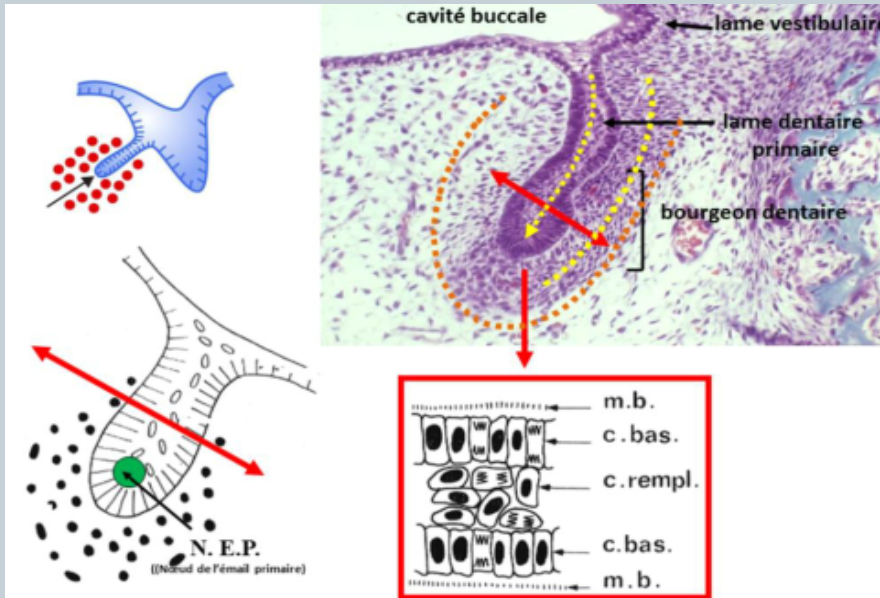 cavité buccale
lame vestibulaire
lame dentaire
primaire
bourgeon dentaire
N. E.P.
((Nœud de l'émail primaire)
m.b.
c.bas.
c.rempl.
c.bas.
m.b.